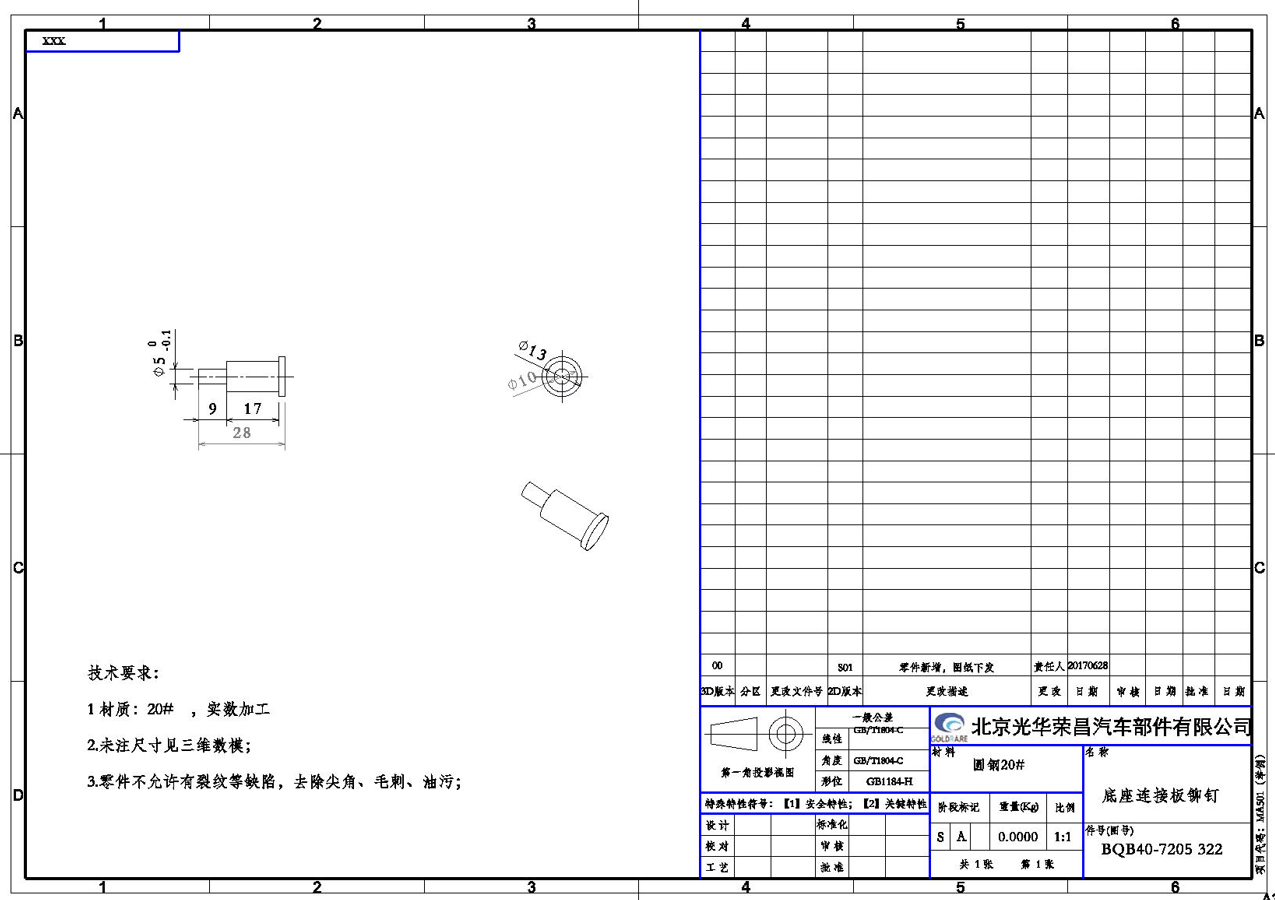 1 2 3 4 5 6
XXX
A A
B B
C C
D D
Φ5 0 -0.1
9 17
28
Φ13
Φ10
技术要求：
1 材质：20# ，实数加工
2.未注尺寸见三维数模；
3.零件不允许有裂纹等缺陷，去除尖角、毛刺、油污；
00 S01 零件新增，图纸下发 责任人 20170628
3D版本 分区 更改文件号 2D版本 更改描述 更改 日期 审核 日期 批准 日期
第一角投影视图
一般公差
线性 GB/T1804-C
角度 GB/T1804-C
形位 GB1184-H
特殊特性符号：【1】安全特性；【2】关键特性
设计 标准化
校对 审核
工艺 批准
GOLDRARE
北京光华荣昌汽车部件有限公司
材料
圆钢20#
名称
底座连接板铆钉
阶段标记 重量(Kg) 比例
S A 0.0000 1:1
共 1 张 第 1 张
件号(图号)
BQB40-7205 322
项目代码：MA501（举例）
1 2 3 4 5 6